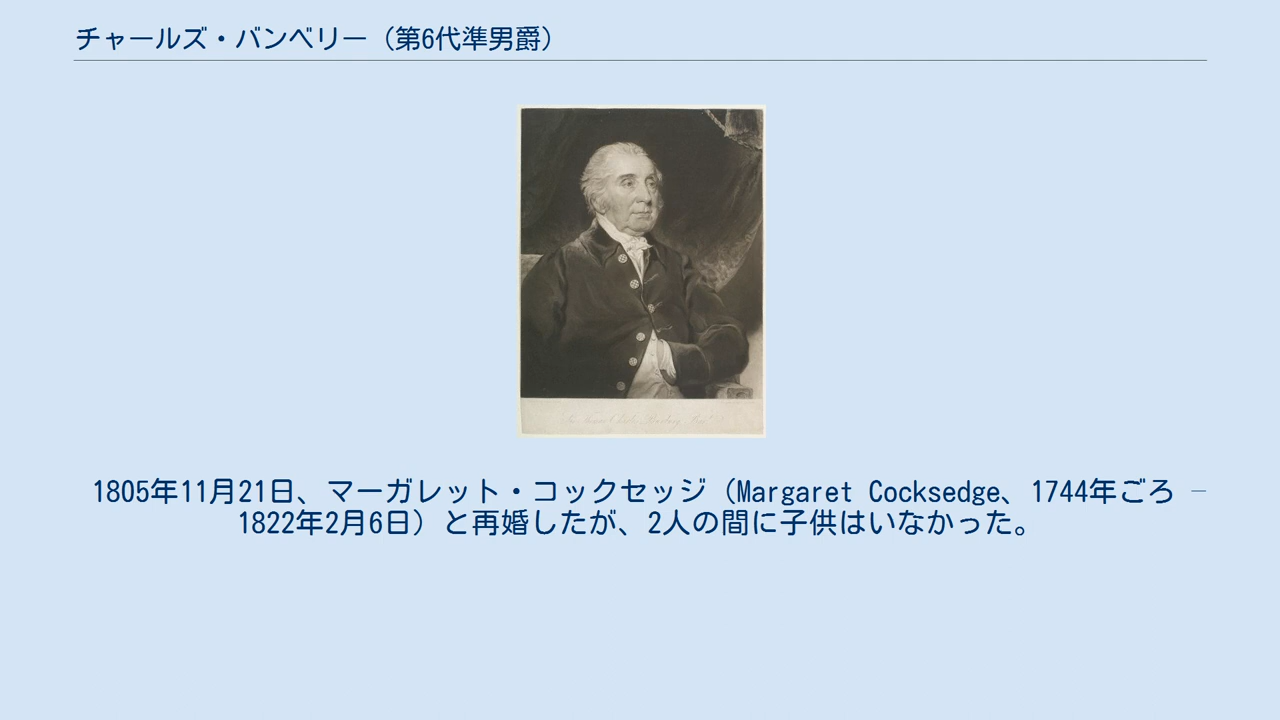 チャールズ・バンベリー（第6代準男爵）
1805年11月21日、マーガレット・コックセッジ（Margaret Cocksedge、1744年ごろ –
1822年2月6日）と再婚したが、2人の間に子供はいなかった。